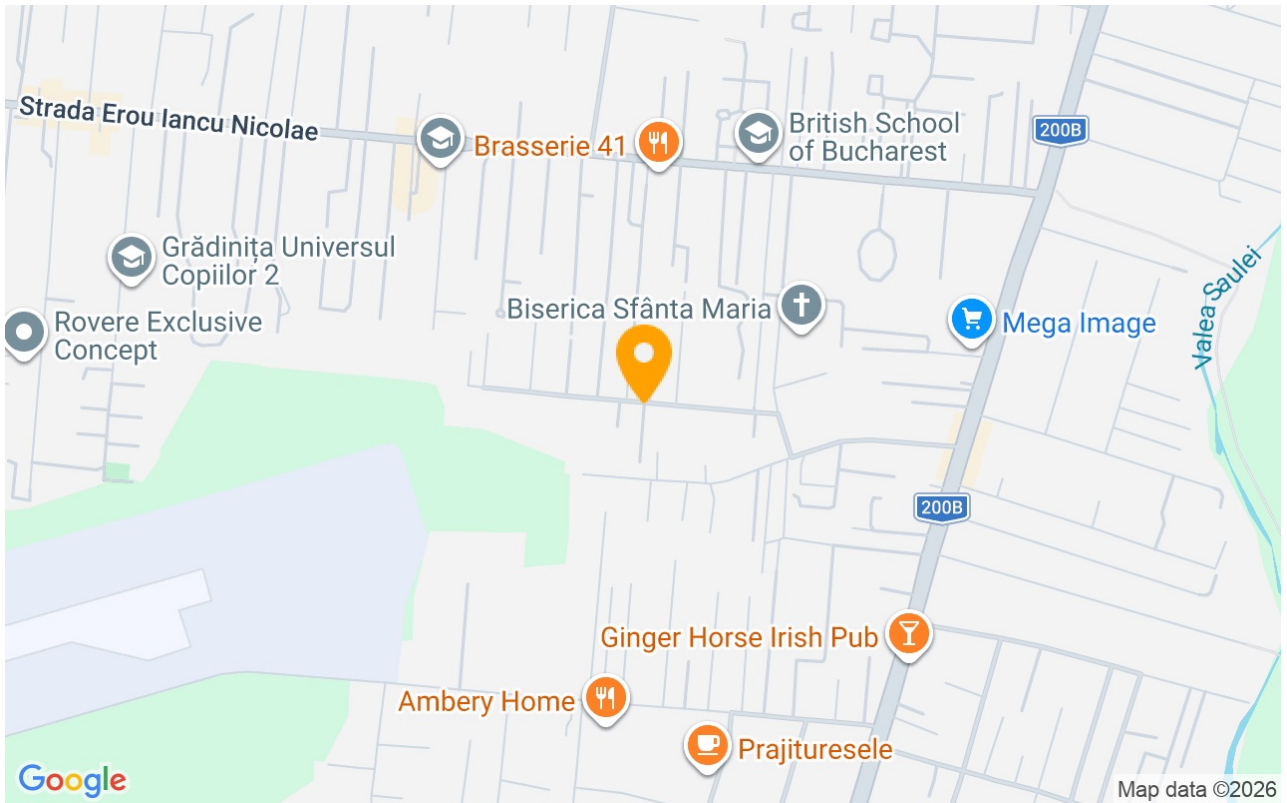 Strada Erou Iancu Nicolae
Brasserie 41
British School
of Bucharest
200B
Grădinița Universul
Copiilor 2
Valea Saulei
Biserica Sfânta Maria
Rovere Exclusive
Concept
Mega Image
200B
Ginger Horse Irish Pub
Ambery Home
Prajituresele
Google
Map data ©2026